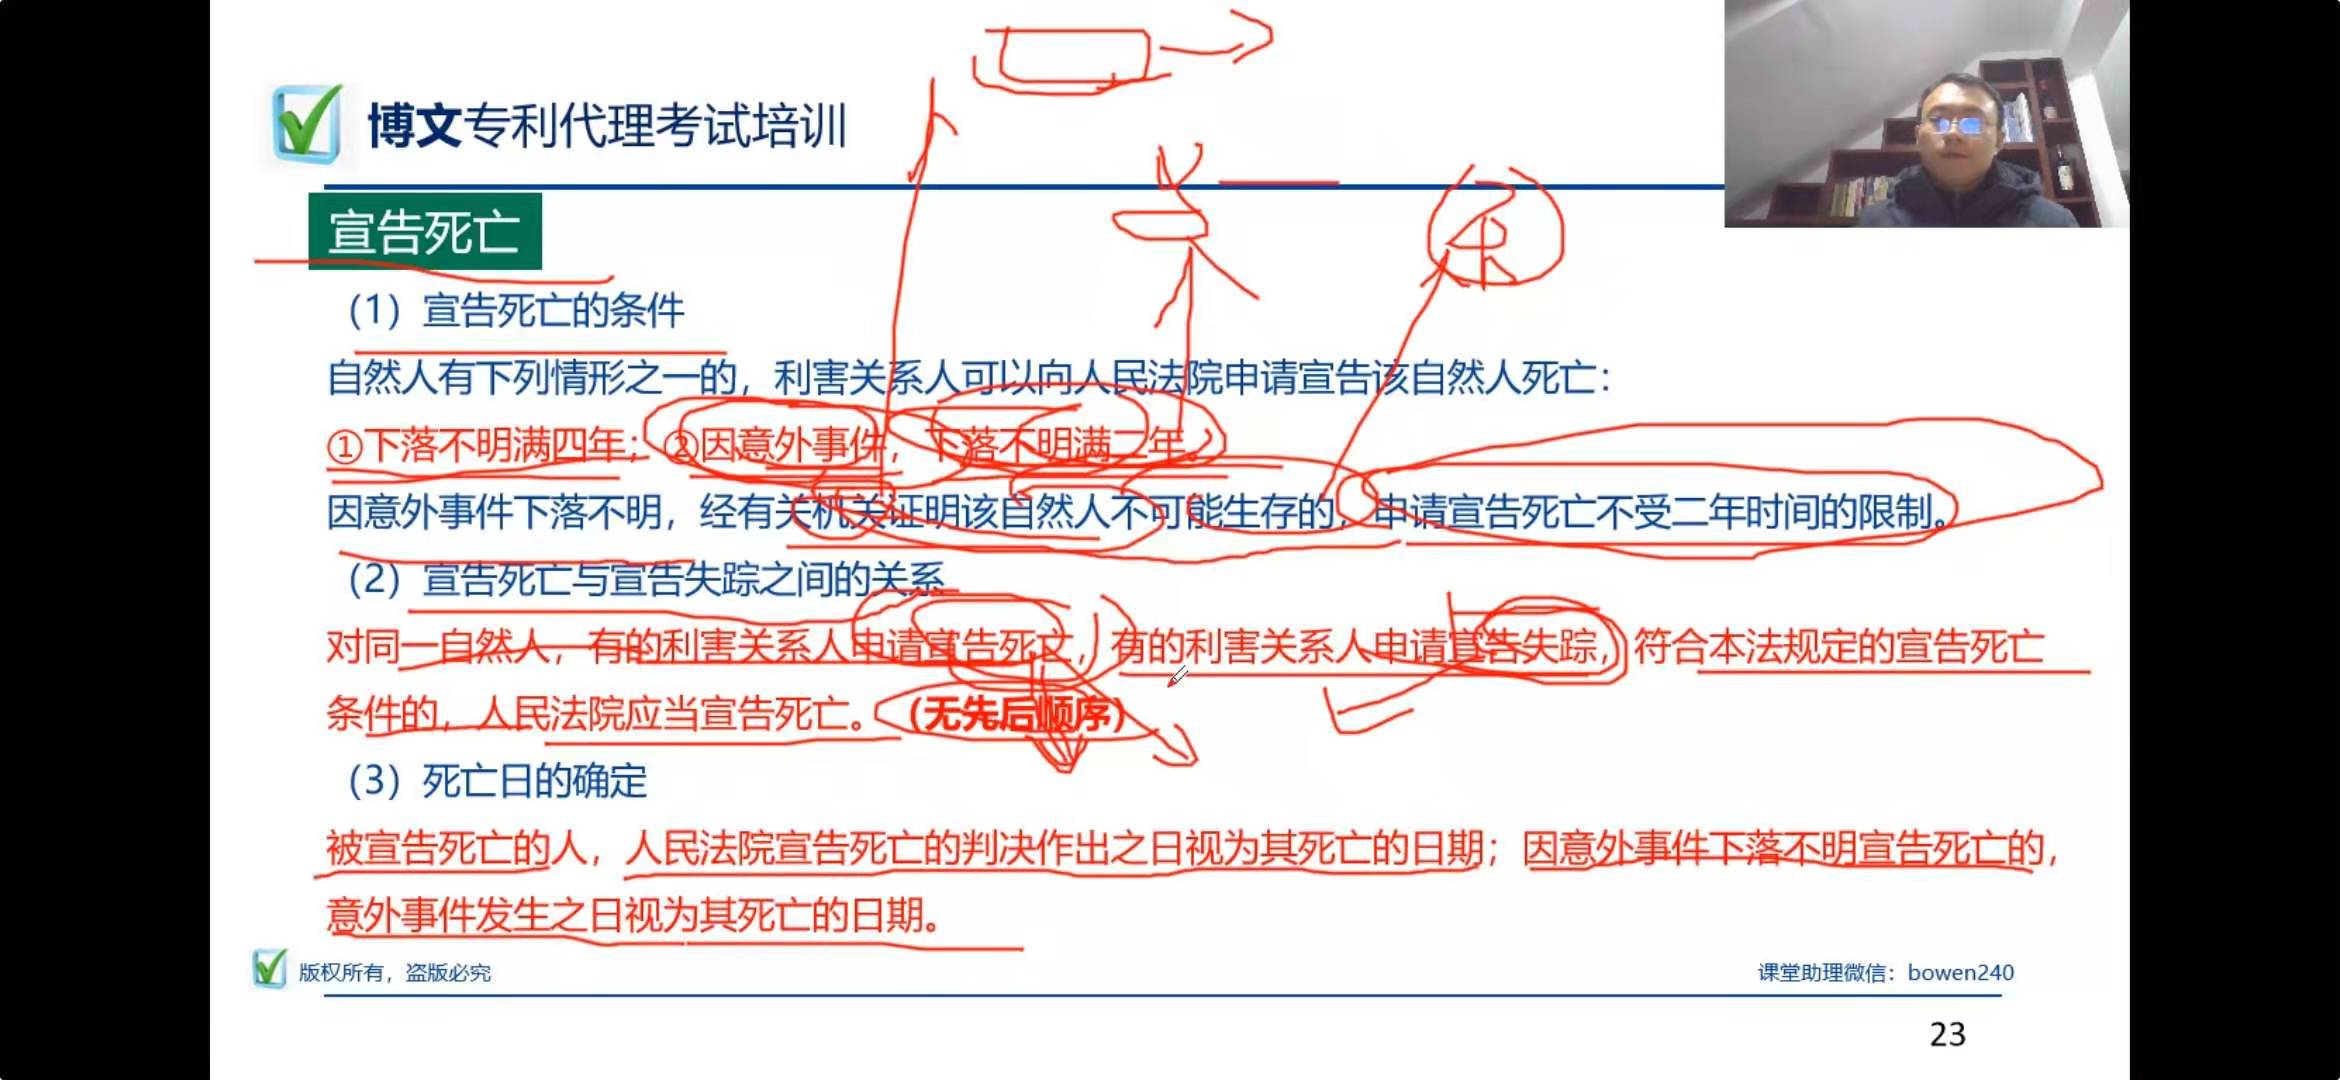 博文专利代理考试培训
宣告死亡
（1）宣告死亡的条件
自然人有下列情形之一的，利害关系人可以向人民法院申请宣告该自然人死亡：
①下落不明满四年；②因意外事件，下落不明满二年。
因意外事件下落不明，经有关机关证明该自然人不可能生存的，申请宣告死亡不受二年时间的限制。
（2）宣告死亡与宣告失踪之间的关系
对同一自然人，有的利害关系人申请宣告死亡，有的利害关系人申请宣告失踪，符合本法规定的宣告死亡
条件的，人民法院应当宣告死亡。（无先后顺序）
（3）死亡日的确定
被宣告死亡的人，人民法院宣告死亡的判决作出之日视为其死亡的日期；因意外事件下落不明宣告死亡的，
意外事件发生之日视为其死亡的日期。
版权所有，盗版必究
课堂助理微信：bowen240
23